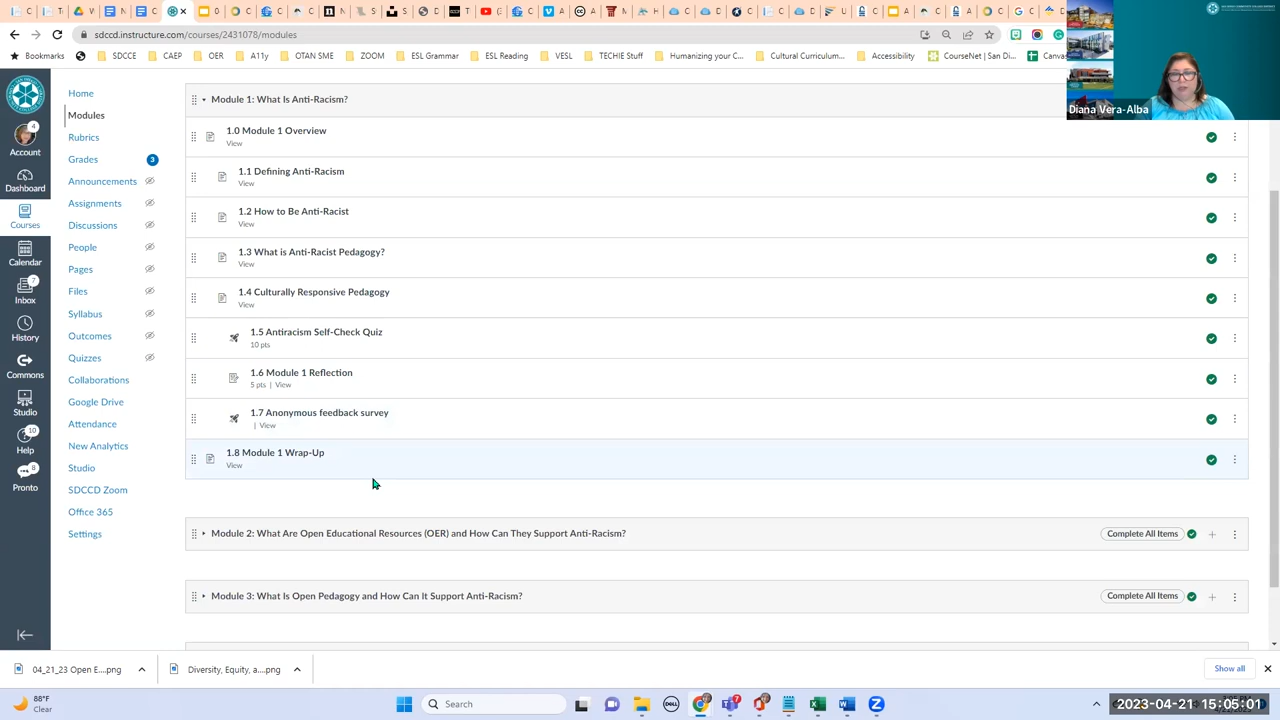 sdccd.instructure.com/courses/2431078/modules
Bookmarks
SDCCE
CAEP
OER
A11y
OTAN SME
ESL Grammar
ESL Reading
VESL
TECHIE STUFF
Humanizing your C...
Cultural Curriculum...
Accessibility
CourseNet | San Di...
Diana Vera-Alba
Home
Modules
Rubrics
Grades
3
Announcements
Assignments
Discussions
People
Pages
Files
Syllabus
Outcomes
Quizzes
Collaborations
Google Drive
Attendance
New Analytics
Studio
SDCCD Zoom
Office 365
Settings
4
Account
Dashboard
Courses
Calendar
7
Inbox
History
Commons
Studio
10
Help
8
Pronto
Module 1: What Is Anti-Racism?
1.0 Module 1 Overview
View
1.1 Defining Anti-Racism
View
1.2 How to Be Anti-Racist
View
1.3 What is Anti-Racist Pedagogy?
View
1.4 Culturally Responsive Pedagogy
View
1.5 Antiracism Self-Check Quiz
10 pts
1.6 Module 1 Reflection
5 pts | View
1.7 Anonymous feedback survey
| View
1.8 Module 1 Wrap-Up
View
Module 2: What Are Open Educational Resources (OER) and How Can They Support Anti-Racism?
Complete All Items
Module 3: What Is Open Pedagogy and How Can It Support Anti-Racism?
Complete All Items
04_21_23 Open E....png
Diversity, Equity, a....png
Show all
88°F
Clear
Search
2023-04-21 15:05:01